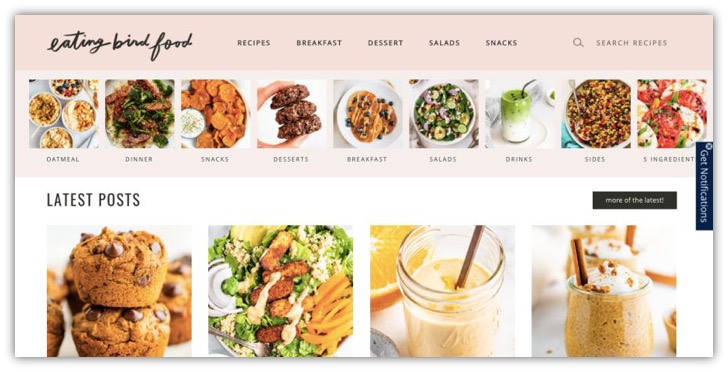 eating bird food
RECIPES BREAKFAST DESSERT SALADS SNACKS SEARCH RECIPES
OATMEAL DINNER SNACKS DESSERTS BREAKFAST SALADS DRINKS SIDES 5 INGREDIENT
Get Notifications
LATEST POSTS more of the latest!